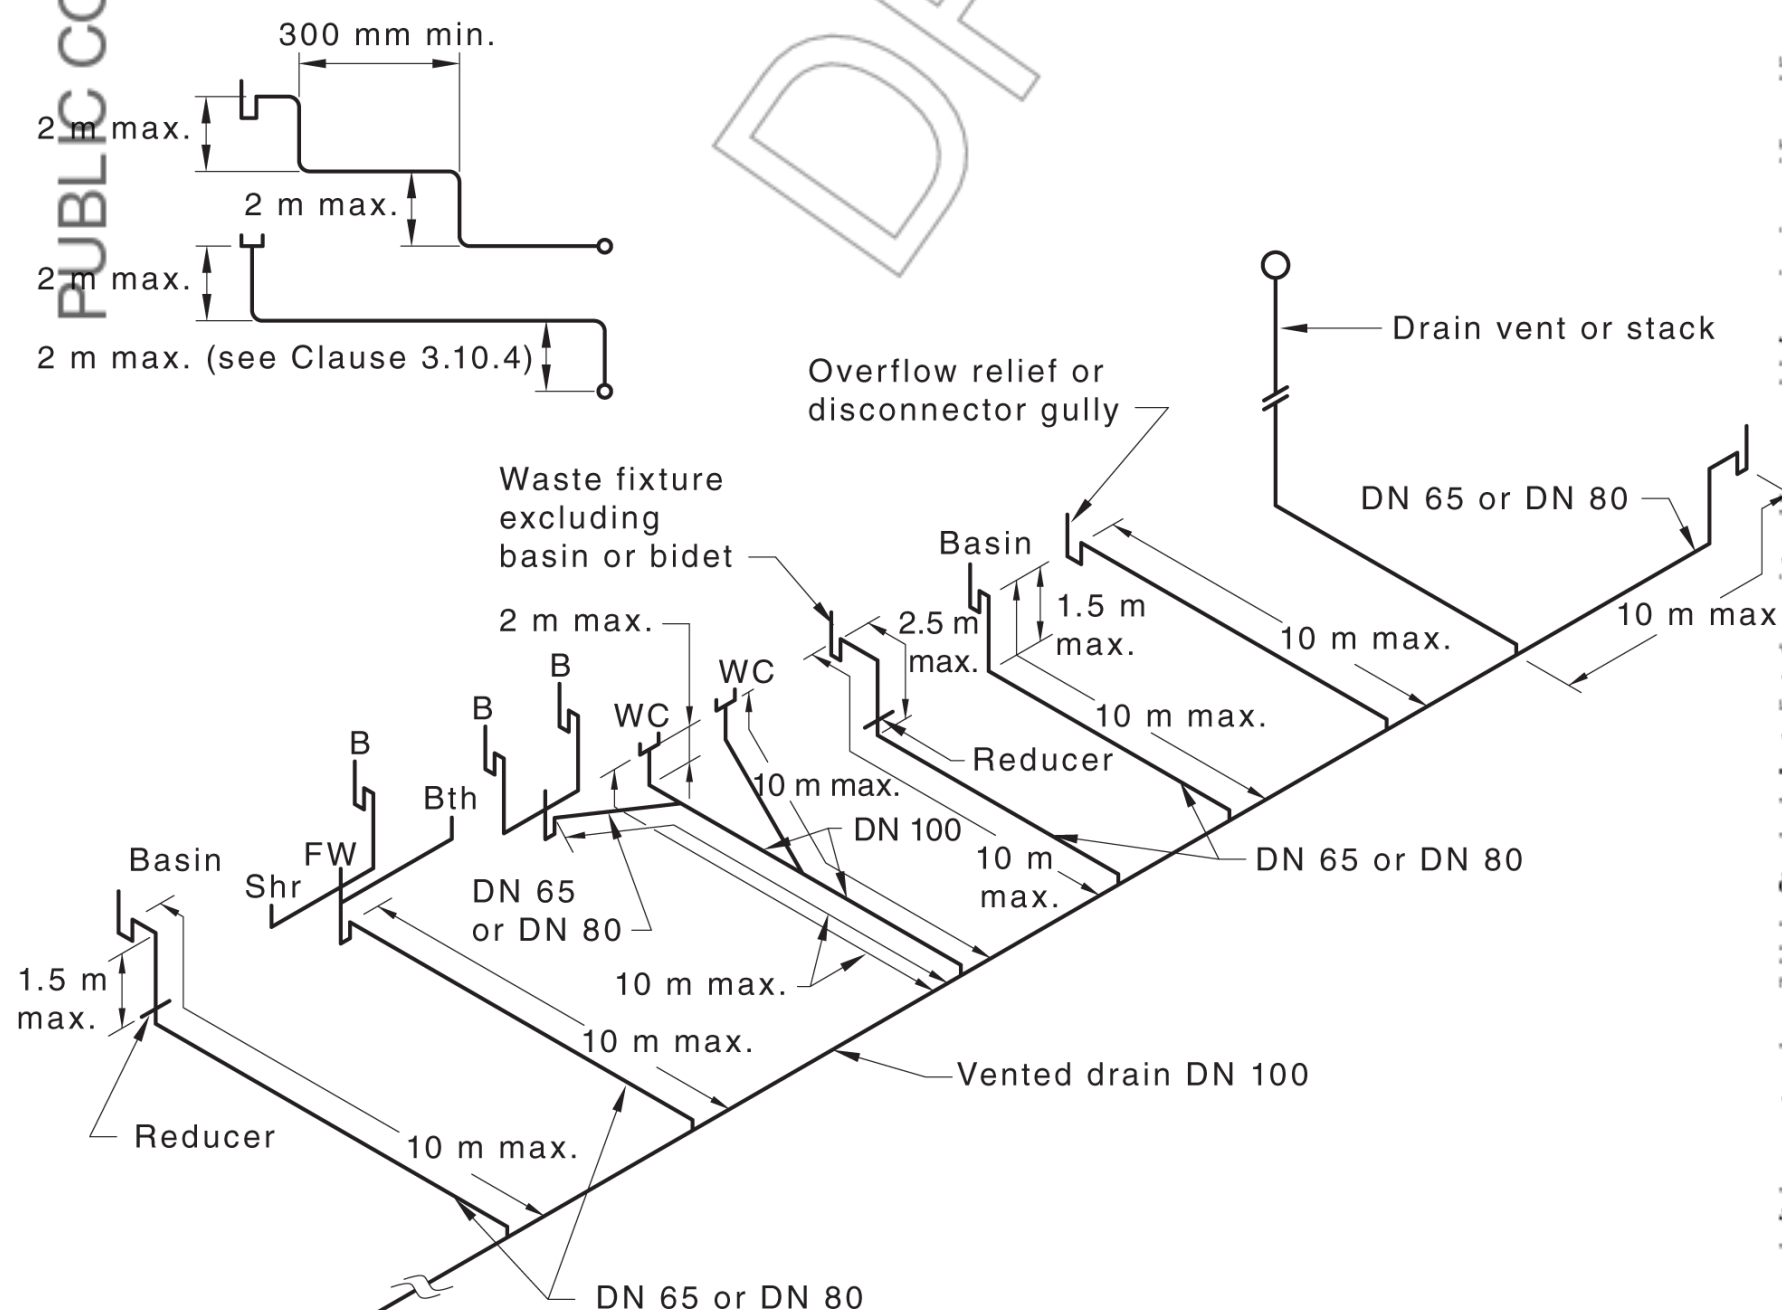 300 mm min.
2 m max.
2 m max.
2 m max.
2 m max. (see Clause 3.10.4)
PUBLIC CO
DR
Drain vent or stack
Overflow relief or
disconnector gully
Waste fixture
excluding
basin or bidet
DN 65 or DN 80
10 m max
Basin
1.5 m
max.
2.5 m
max.
10 m max.
10 m max.
2 m max.
B
WC
WC
B
B
Bth
Reducer
10 m max.
DN 100
10 m
max.
DN 65 or DN 80
Basin
FW
Shr
DN 65
or DN 80
10 m max.
1.5 m
max.
10 m max.
Vented drain DN 100
Reducer
10 m max.
DN 65 or DN 80